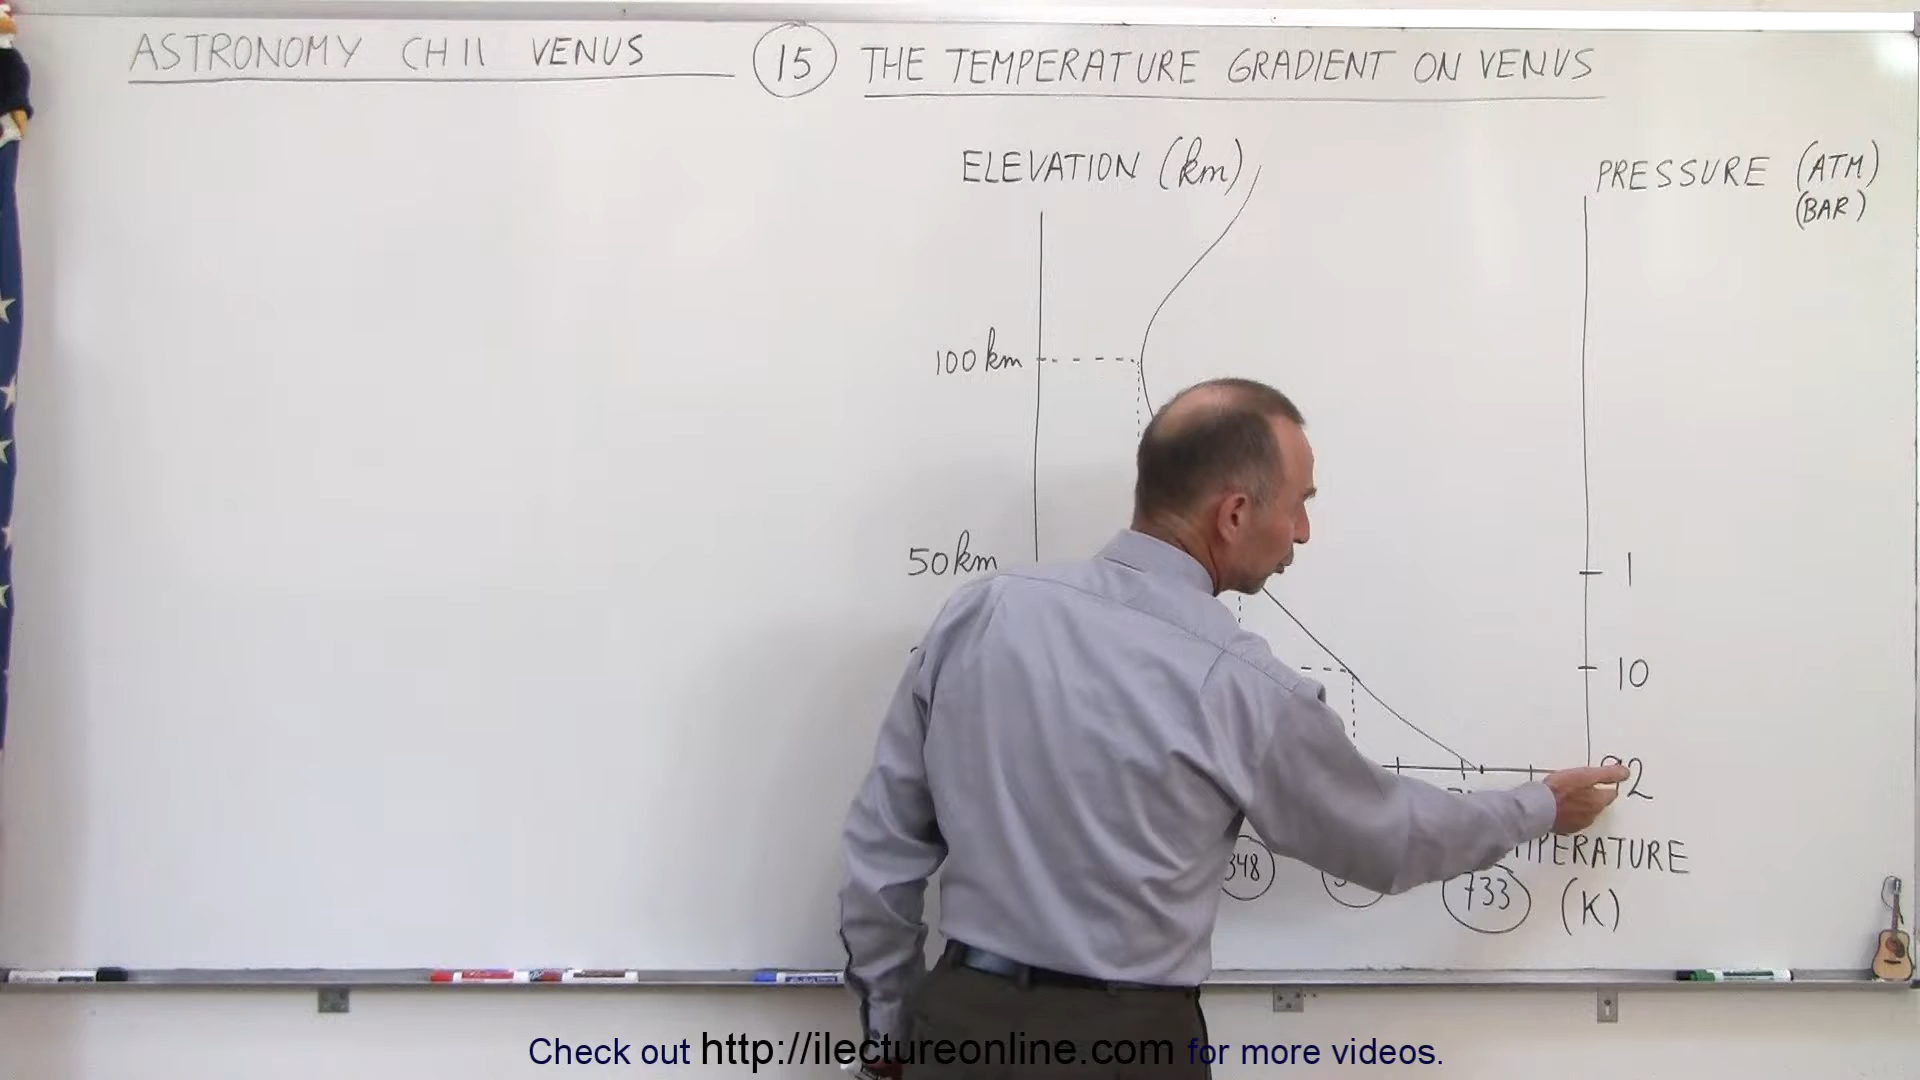 ASTRONOMY CH 11 VENUS
15 THE TEMPERATURE GRADIENT ON VENUS
ELEVATION (km)
PRESSURE (ATM)
(BAR)
100 km
50 km
1
10
92
348
733
(K)
Check out http://ilectureonline.com for more videos.